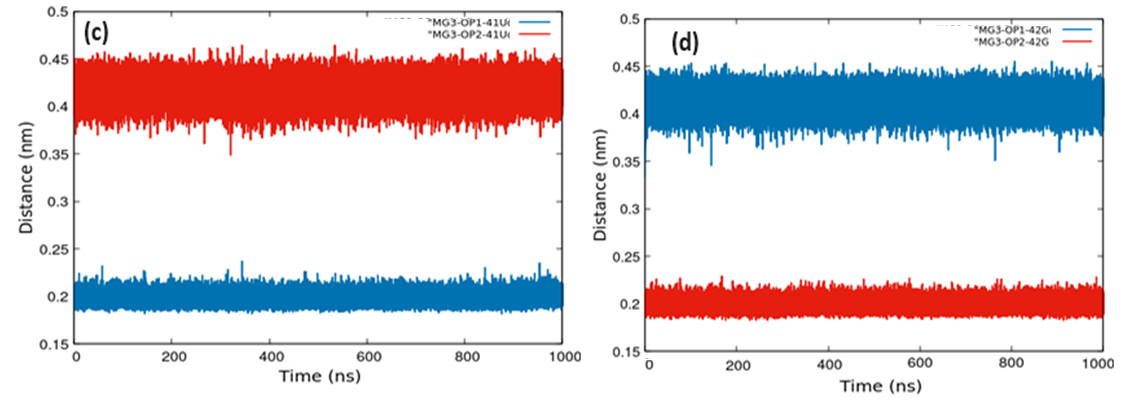 (c)
"MG3-OP1-41U
"MG3-OP2-41U
0.5
0.45
0.4
0.35
0.3
0.25
0.2
0.15
Distance (nm)
0 200 400 600 800 1000
Time (ns)
(d)
"MG3-OP1-42G
"MG3-OP2-42G
0.5
0.45
0.4
0.35
0.3
0.25
0.2
0.15
Distance (nm)
0 200 400 600 800 1000
Time (ns)